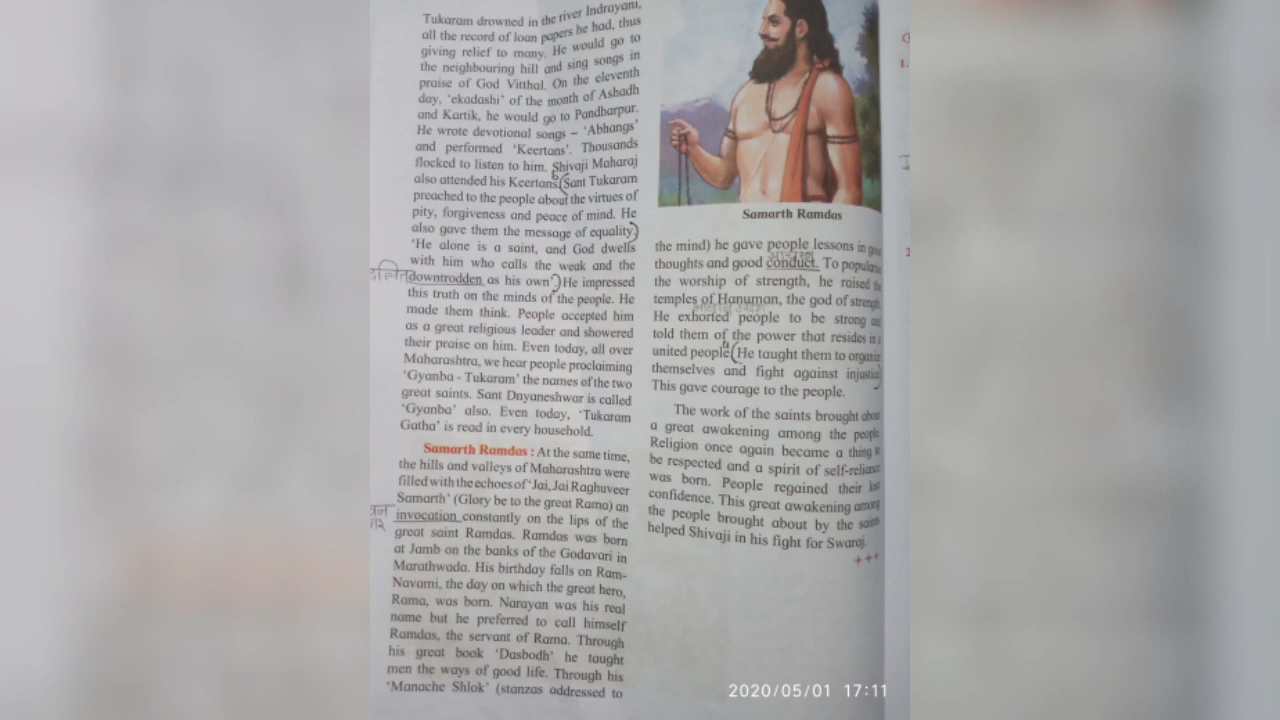 Tukaram drowned in the river Indrayani,
all the record of loan papers he had, thus
giving relief to many. He would go to
the neighbouring hill and sing songs in
praise of God Vitthal. On the eleventh
day, 'ekadashi' of the month of Ashadh
and Kartik, he would go to Pandharpur.
He wrote devotional songs – 'Abhangs'
and performed 'Keertans'. Thousands
flocked to listen to him. Shivaji Maharaj
also attended his Keertans. Sant Tukaram
preached to the people about the virtues of
pity, forgiveness and peace of mind. He
also gave them the message of equality.
'He alone is a saint, and God dwells
with him who calls the weak and the
दलित downtrodden as his own'. He impressed
this truth on the minds of the people. He
made them think. People accepted him
as a great religious leader and showered
their praise on him. Even today, all over
Maharashtra, we hear people proclaiming
'Gyanba - Tukaram' the names of the two
great saints. Sant Dnyaneshwar is called
'Gyanba' also. Even today, 'Tukaram
Gatha' is read in every household.
Samarth Ramdas : At the same time,
the hills and valleys of Maharashtra were
filled with the echoes of 'Jai, Jai Raghuveer
Samarth' (Glory be to the great Rama) an
invocation constantly on the lips of the
great saint Ramdas. Ramdas was born
at Jamb on the banks of the Godavari in
Marathwada. His birthday falls on Ram-
Navami, the day on which the great hero,
Rama, was born. Narayan was his real
name but he preferred to call himself
Ramdas, the servant of Rama. Through
his great book 'Dasbodh' he taught
men the ways of good life. Through his
'Manache Shlok' (stanzas addressed to
Samarth Ramdas
the mind) he gave people lessons in
thoughts and good conduct. To
the worship of strength, he raised
temples of Hanuman, the god of
He exhorted people to be strong
told them of the power that resides in
united people. He taught them to
themselves and fight against
This gave courage to the people.
The work of the saints brought
a great awakening among the people
Religion once again became a thing
be respected and a spirit of
was born. People regained their
confidence. This great awakening among
the people brought about by the saints
helped Shivaji in his fight for Swaraj.
+++
1.
2020/05/01 17:11